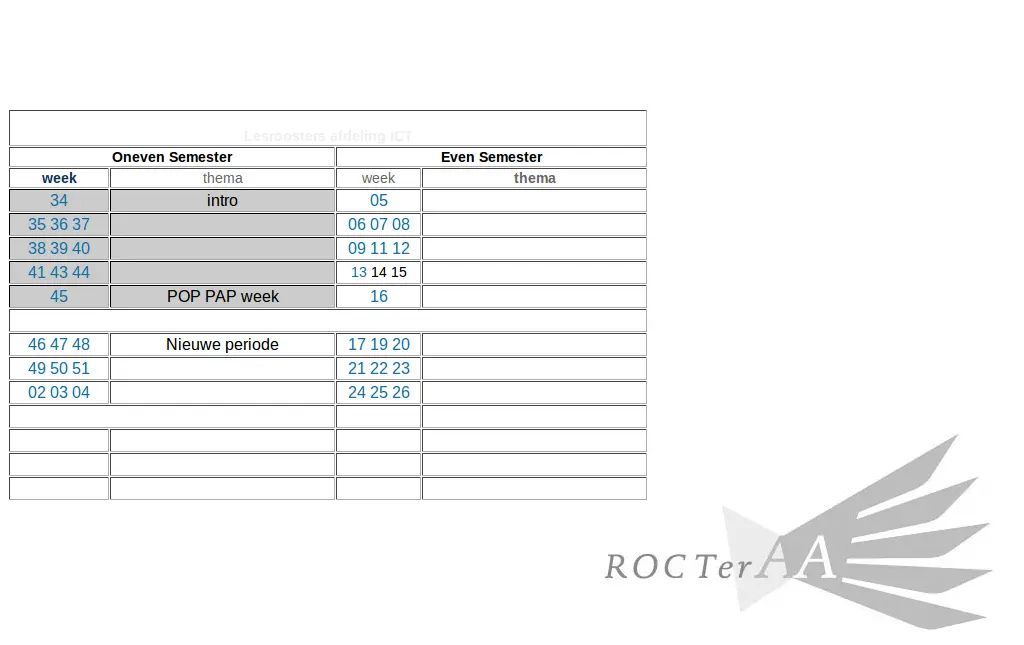 Lesroosters afdeling ICT
Oneven Semester Even Semester
week thema week thema
34 intro 05
35 36 37 06 07 08
38 39 40 09 11 12
41 43 44 13 14 15
45 POP PAP week 16
46 47 48 Nieuwe periode 17 19 20
49 50 51 21 22 23
02 03 04 24 25 26
ROC Ter AA